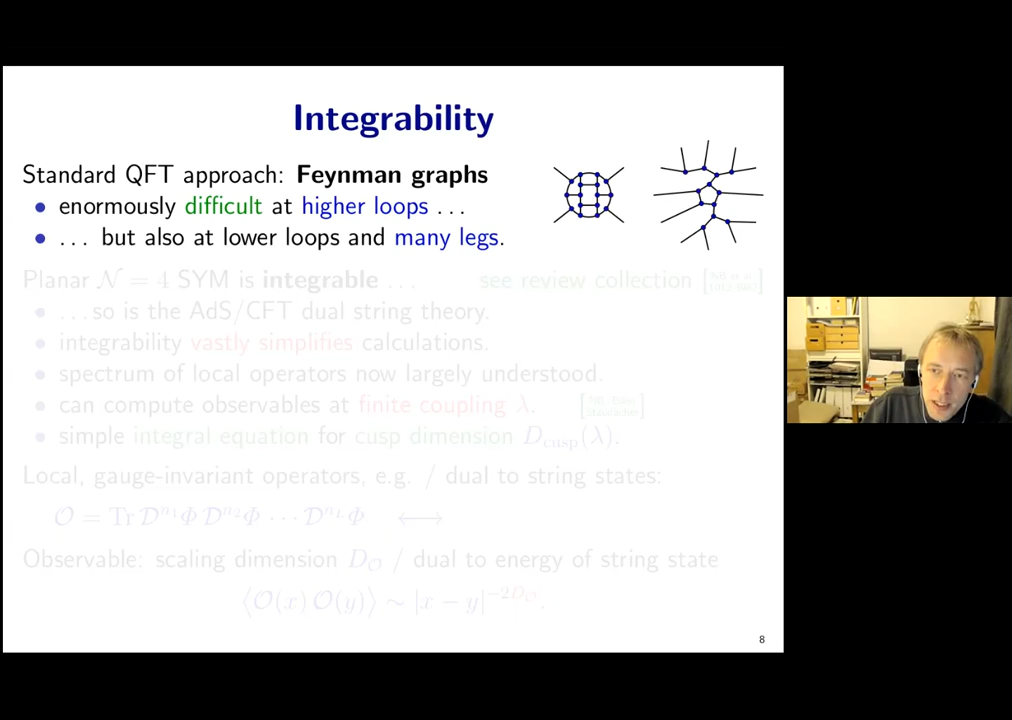 Integrability
Standard QFT approach: Feynman graphs
• enormously difficult at higher loops . . .
• . . . but also at lower loops and many legs.
Planar 𝒩 = 4 SYM is integrable . . . see review collection
• . . . so is the AdS/CFT dual string theory.
• integrability vastly simplifies calculations.
• spectrum of local operators now largely understood.
• can compute observables at finite coupling λ.
• simple integral equation for cusp dimension D_cusp(λ).
Local, gauge-invariant operators, e.g. / dual to string states:
𝒪 = Tr 𝒟^{n₁}Φ 𝒟^{n₂}Φ · · · 𝒟^{n_L}Φ ⟷
Observable: scaling dimension D_𝒪 / dual to energy of string state
⟨𝒪(x) 𝒪(y)⟩ ∼ |x − y|^{−2D_𝒪}.
8